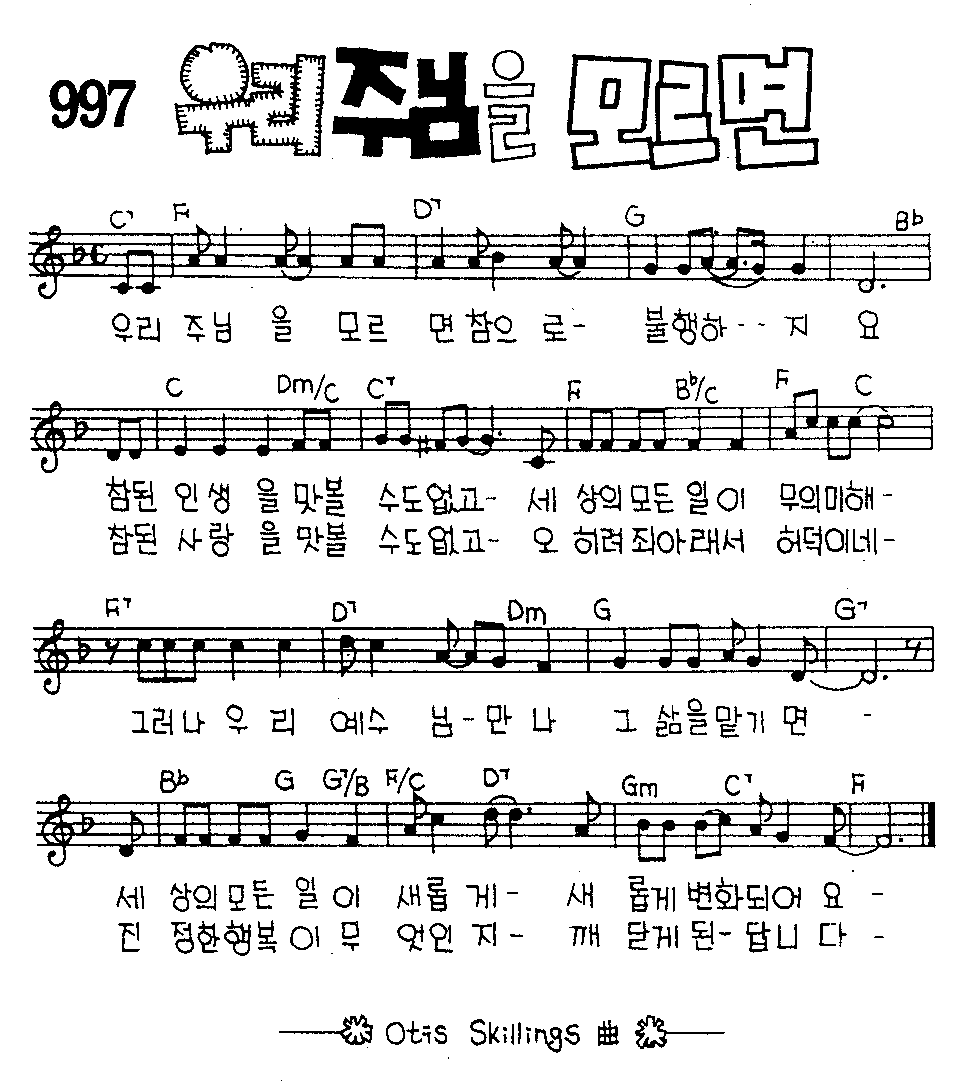 997 우리 주님을 모르면
C7 F D7 G Bb
우리 주님 을 모르 면참으 로- 불행하--지 요
C Dm/C C7 F Bb/C F C
참된 인생 을 맛볼 수도없고- 세 상의모든 일이 무의미해-
참된 사랑 을 맛볼 수도없고- 오 히려죄아래서 허덕이네-
F7 D7 Dm G G7
그러나 우 리 예수 님-만 나 그 삶을맡기 면 -
Bb G G7/B F/C D7 Gm C7 F
세 상의모든 일 이 새롭 게- 새 롭게변화되어 요 -
진 정한행복이 무 엇인 지- 깨 닫게된-답니 다 -
Otis Skillings 曲